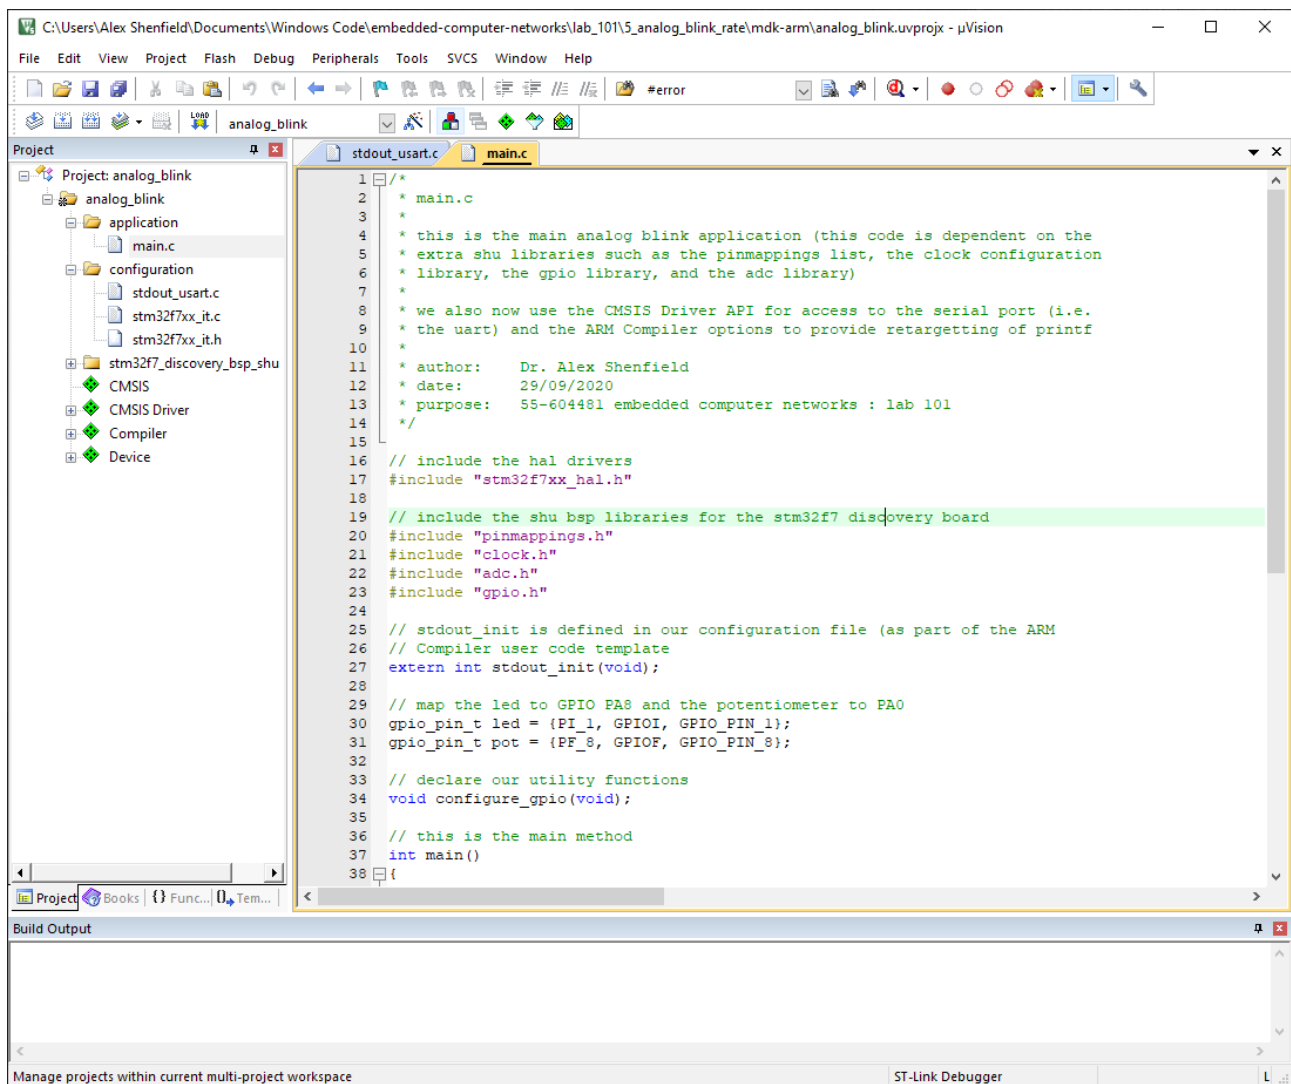 C:\Users\Alex Shenfield\Documents\Windows Code\embedded-computer-networks\lab_101\5_analog_blink_rate\mdk-arm\analog_blink.uvprojx - µVision
File Edit View Project Flash Debug Peripherals Tools SVCS Window Help
#error
LOAD analog_blink
Project
stdout_usart.c main.c
Project: analog_blink
analog_blink
application
main.c
configuration
stdout_usart.c
stm32f7xx_it.c
stm32f7xx_it.h
stm32f7_discovery_bsp_shu
CMSIS
CMSIS Driver
Compiler
Device
1 /*
2 * main.c
3 *
4 * this is the main analog blink application (this code is dependent on the
5 * extra shu libraries such as the pinmappings list, the clock configuration
6 * library, the gpio library, and the adc library)
7 *
8 * we also now use the CMSIS Driver API for access to the serial port (i.e.
9 * the uart) and the ARM Compiler options to provide retargetting of printf
10 *
11 * author: Dr. Alex Shenfield
12 * date: 29/09/2020
13 * purpose: 55-604481 embedded computer networks : lab 101
14 */
15
16 // include the hal drivers
17 #include "stm32f7xx_hal.h"
18
19 // include the shu bsp libraries for the stm32f7 discovery board
20 #include "pinmappings.h"
21 #include "clock.h"
22 #include "adc.h"
23 #include "gpio.h"
24
25 // stdout_init is defined in our configuration file (as part of the ARM
26 // Compiler user code template
27 extern int stdout_init(void);
28
29 // map the led to GPIO PA8 and the potentiometer to PA0
30 gpio_pin_t led = {PI_1, GPIOI, GPIO_PIN_1};
31 gpio_pin_t pot = {PF_8, GPIOF, GPIO_PIN_8};
32
33 // declare our utility functions
34 void configure_gpio(void);
35
36 // this is the main method
37 int main()
38 {
Project Books {} Func... 0 Tem...
Build Output
Manage projects within current multi-project workspace
ST-Link Debugger
L